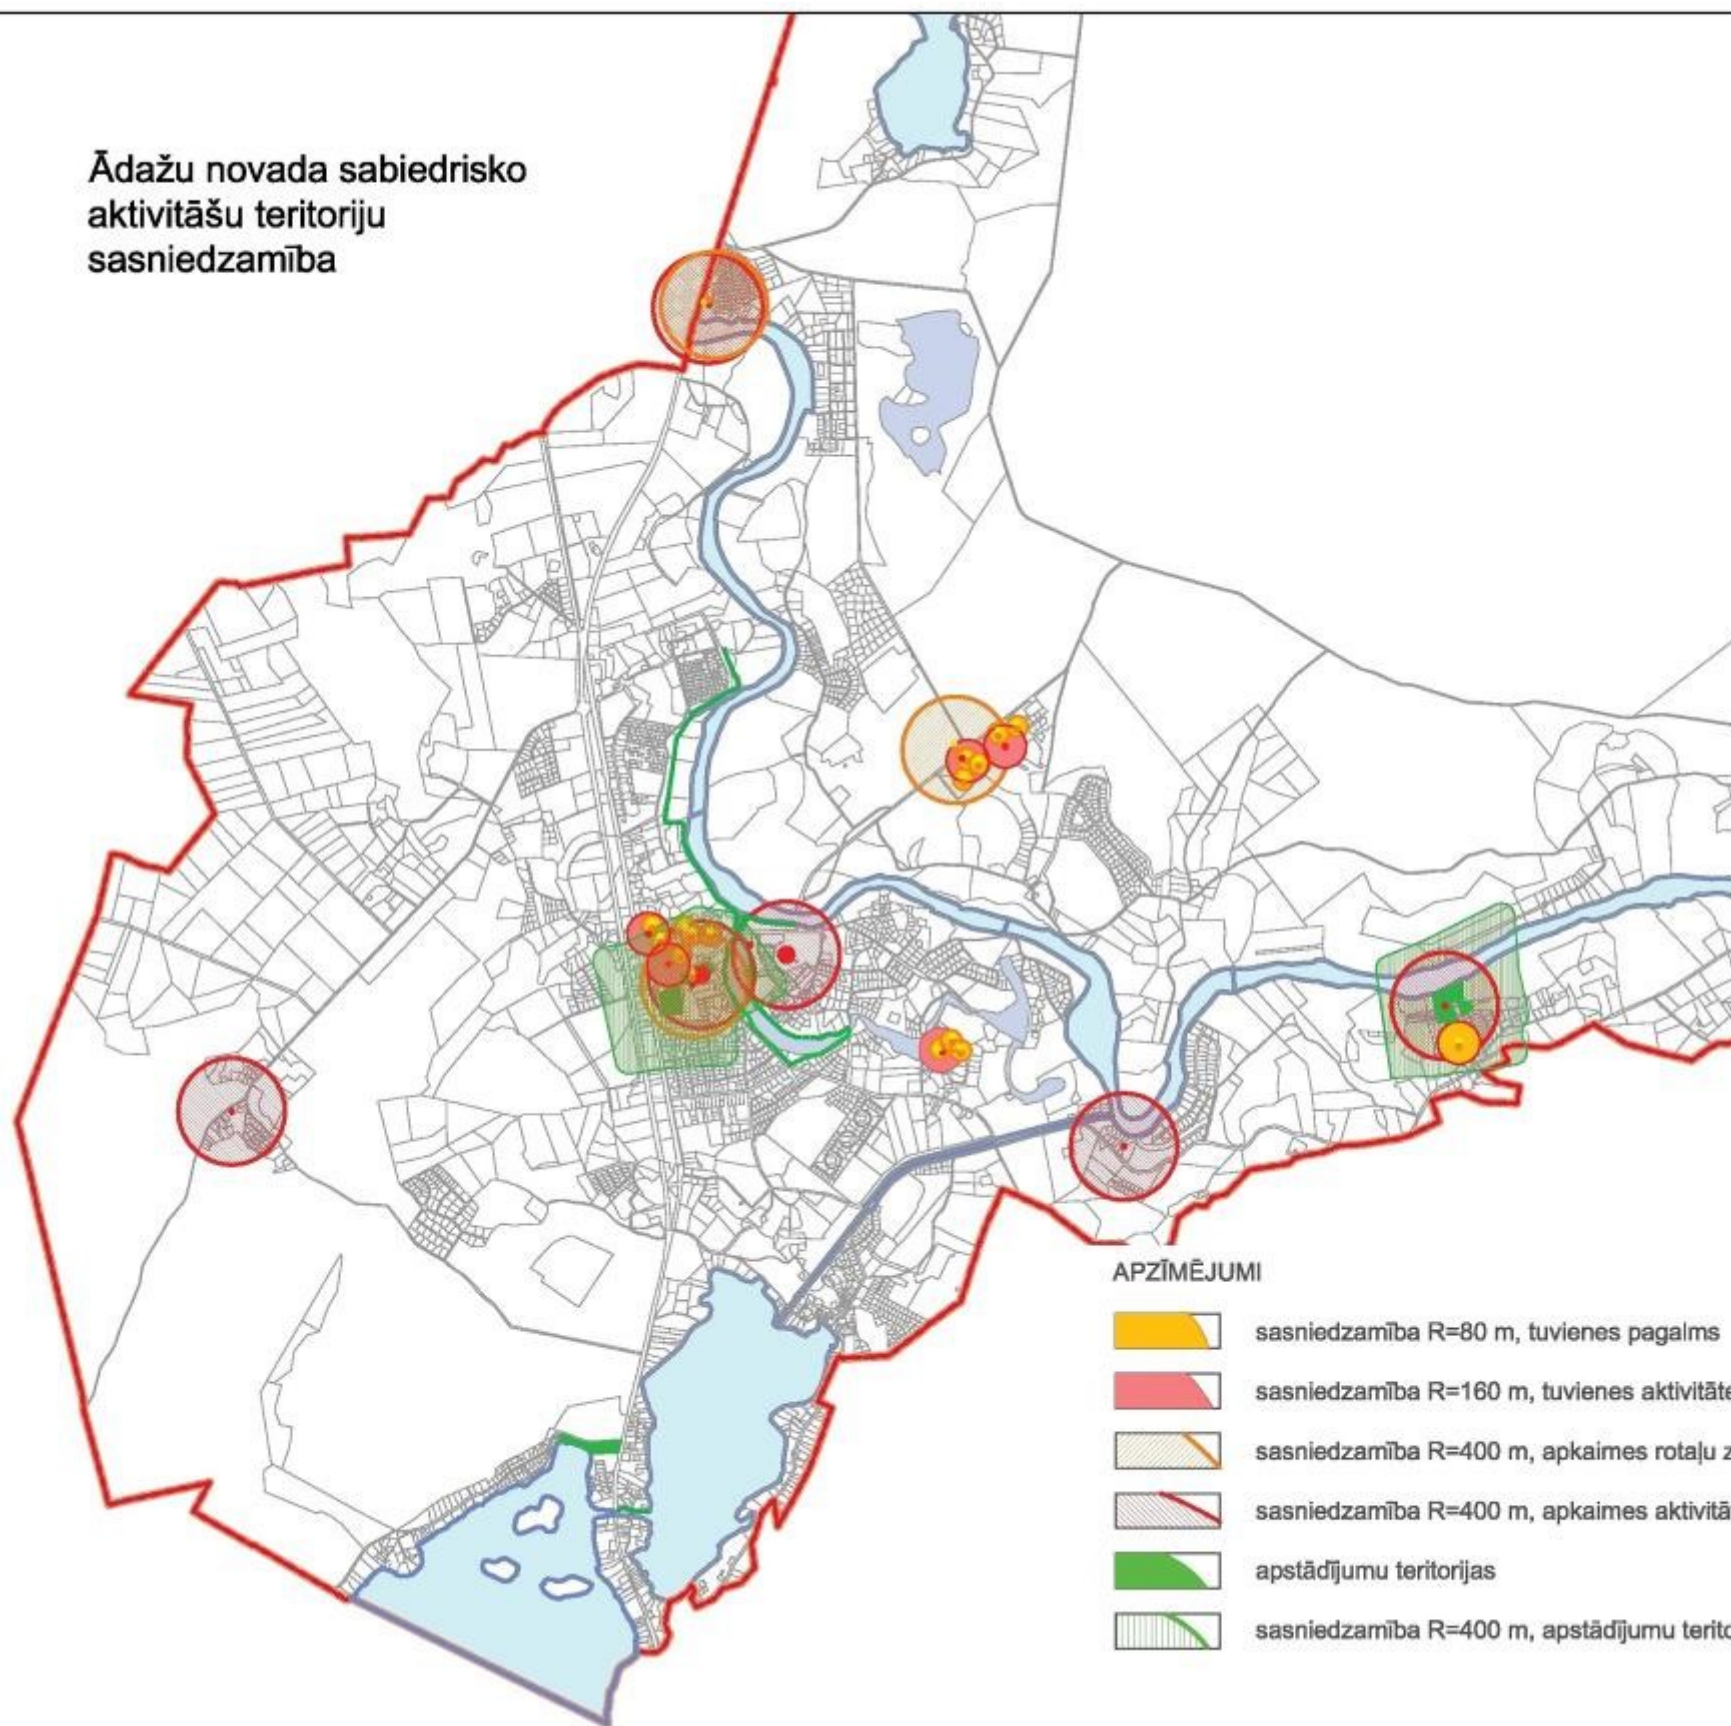 Ādažu novada sabiedrisko
aktivitāšu teritoriju
sasniedzamība
APZĪMĒJUMI
sasniedzamība R=80 m, tuvienes pagalms
sasniedzamība R=160 m, tuvienes
sasniedzamība R=400 m, apkaimes rotaļu
sasniedzamība R=400 m, apkaimes
apstādījumu teritorijas
sasniedzamība R=400 m, apstādījumu